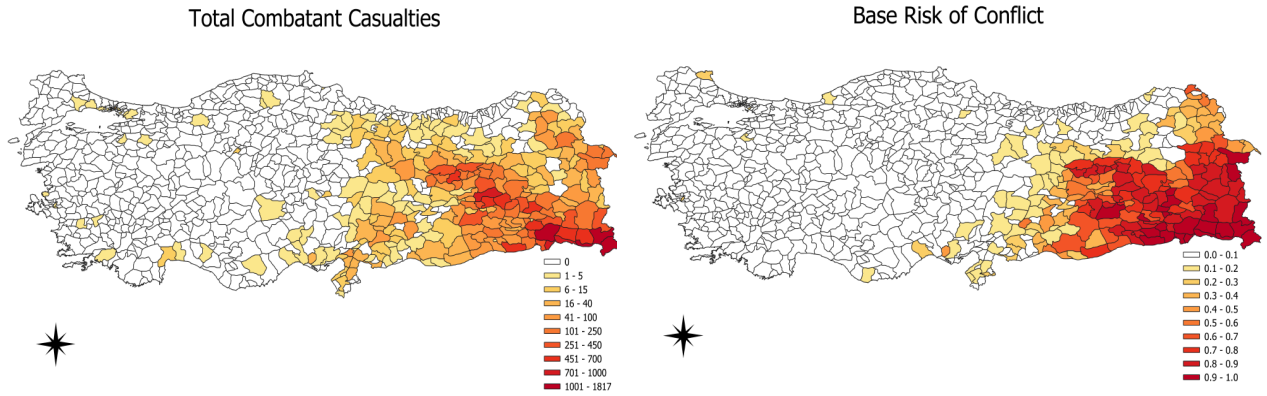 Total Combatant Casualties
0
1 - 5
6 - 15
16 - 40
41 - 100
101 - 250
251 - 450
451 - 700
701 - 1000
1001 - 1817
Base Risk of Conflict
0.0 - 0.1
0.1 - 0.2
0.2 - 0.3
0.3 - 0.4
0.4 - 0.5
0.5 - 0.6
0.6 - 0.7
0.7 - 0.8
0.8 - 0.9
0.9 - 1.0